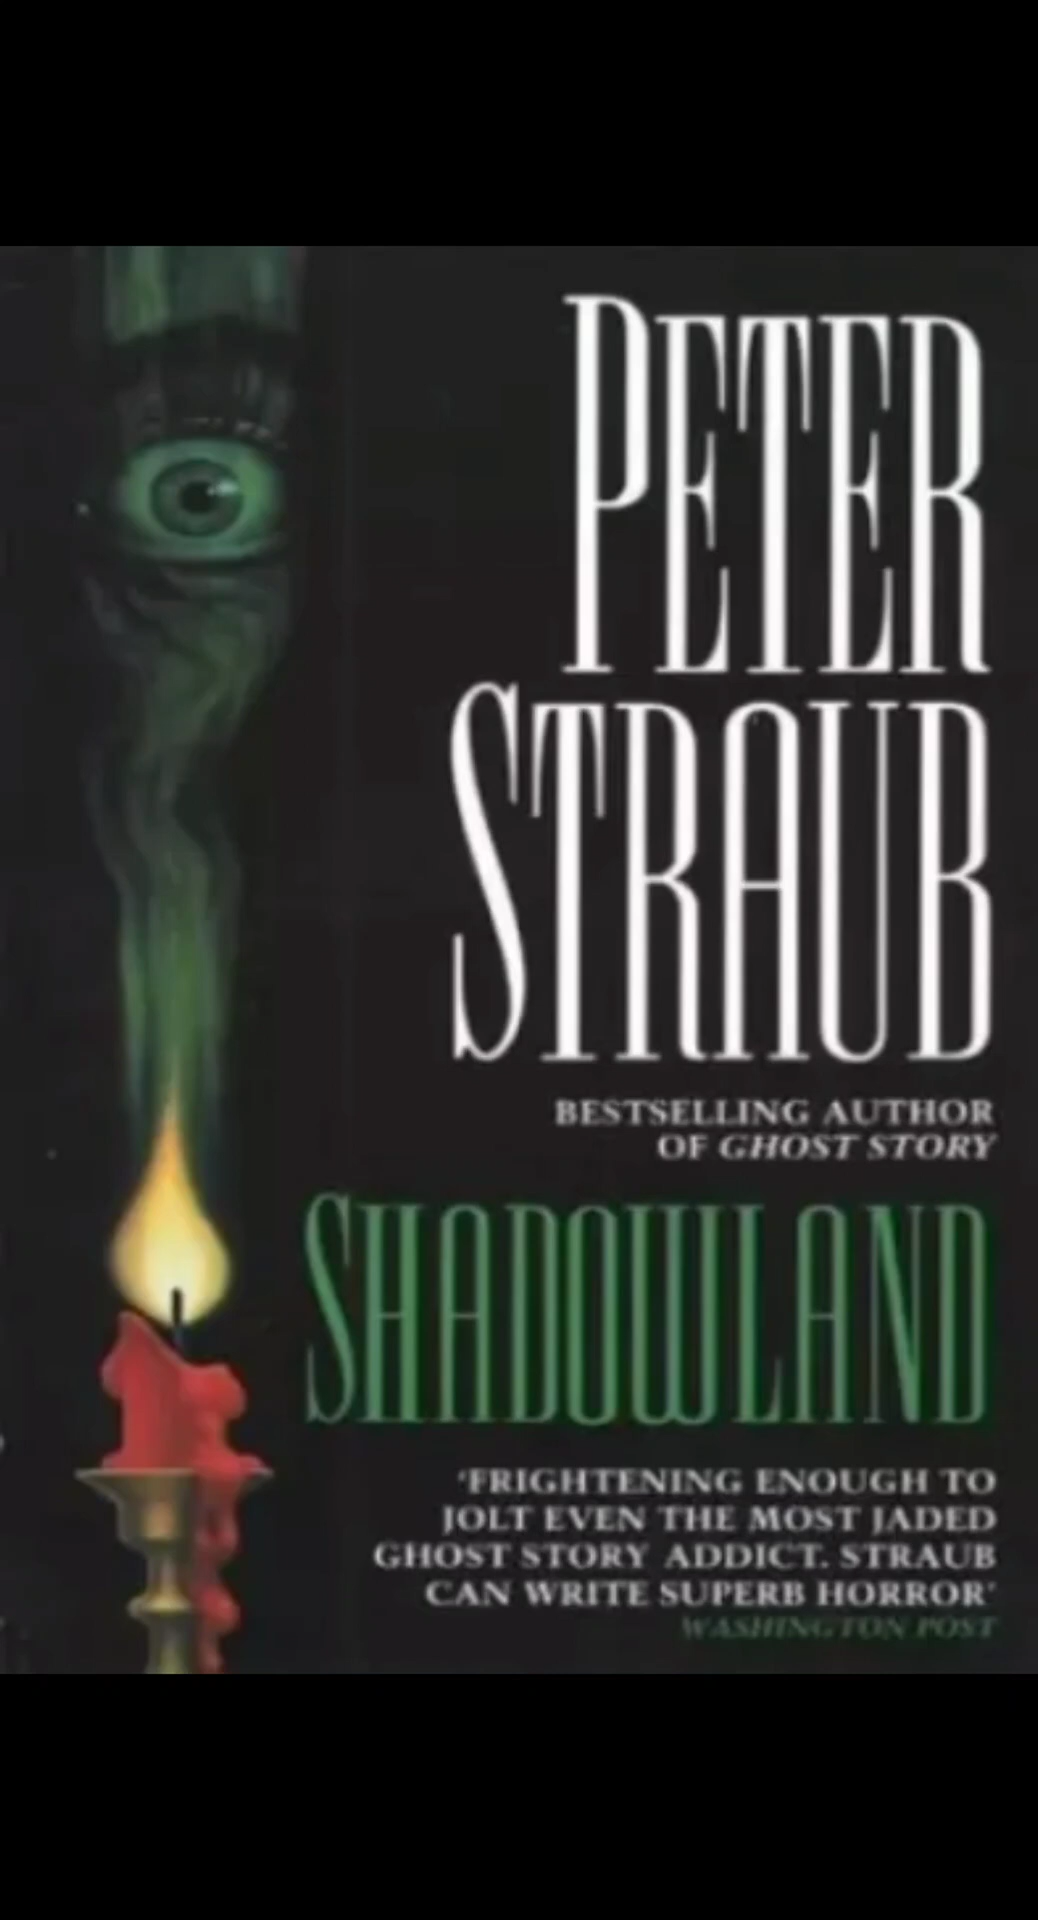 PETER
STRAUB
BESTSELLING AUTHOR
OF GHOST STORY
SHADOWLAND
'FRIGHTENING ENOUGH TO
JOLT EVEN THE MOST JADED
GHOST STORY ADDICT. STRAUB
CAN WRITE SUPERB HORROR'
WASHINGTON POST